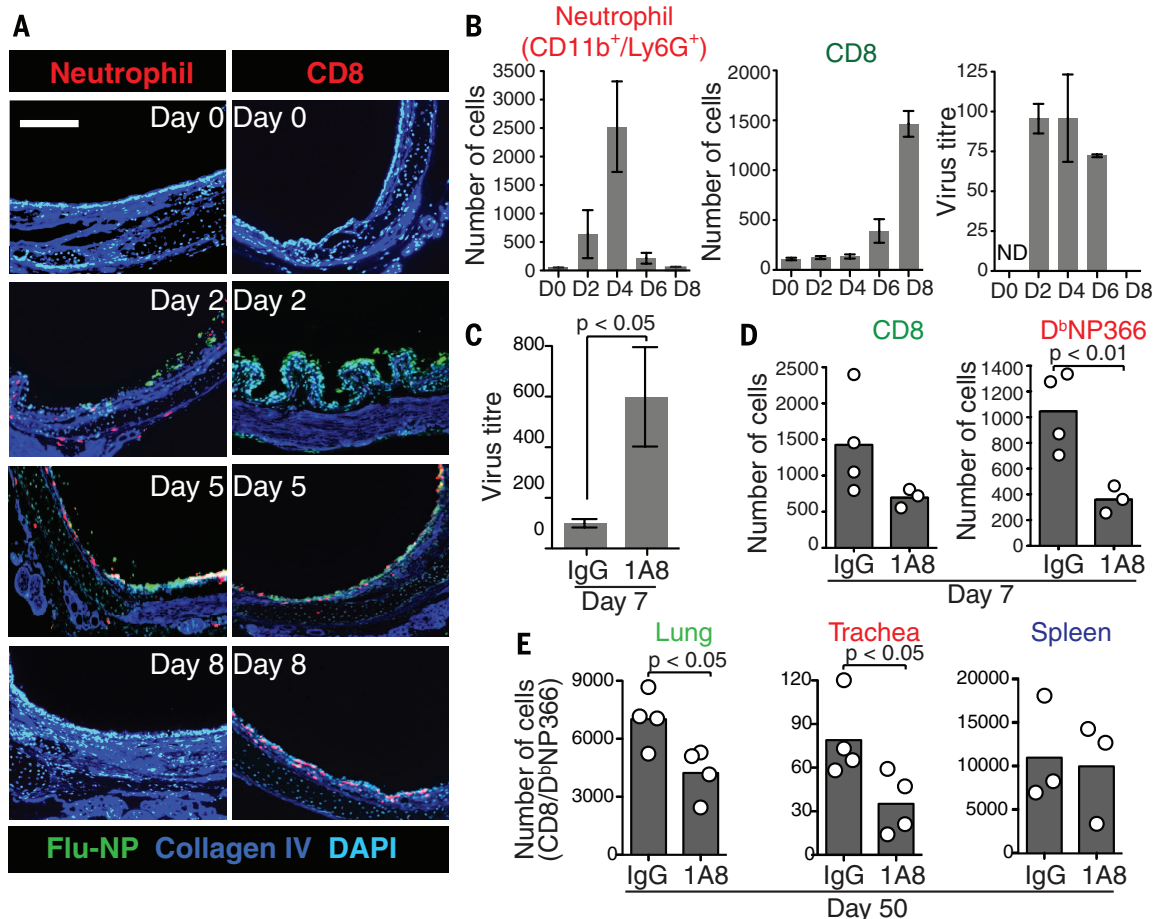 A
Neutrophil CD8
Day 0 Day 0
Day 2 Day 2
Day 5 Day 5
Day 8 Day 8
Flu-NP Collagen IV DAPI
B
Neutrophil
(CD11b+/Ly6G+)
Number of cells
3500
3000
2500
2000
1500
1000
500
0
D0 D2 D4 D6 D8
CD8
Number of cells
2000
1500
1000
500
0
D0 D2 D4 D6 D8
Virus titre
125
100
75
50
25
0
ND
D0 D2 D4 D6 D8
C
p < 0.05
Virus titre
800
600
400
200
0
IgG 1A8
Day 7
D
CD8
Number of cells
2500
2000
1500
1000
500
0
IgG 1A8
DᵇNP366
p < 0.01
Number of cells
1400
1200
1000
800
600
400
200
0
IgG 1A8
Day 7
E
Lung
p < 0.05
Number of cells
(CD8/DᵇNP366)
9000
6000
3000
0
IgG 1A8
Trachea
p < 0.05
120
90
60
30
0
IgG 1A8
Spleen
20000
15000
10000
5000
0
IgG 1A8
Day 50